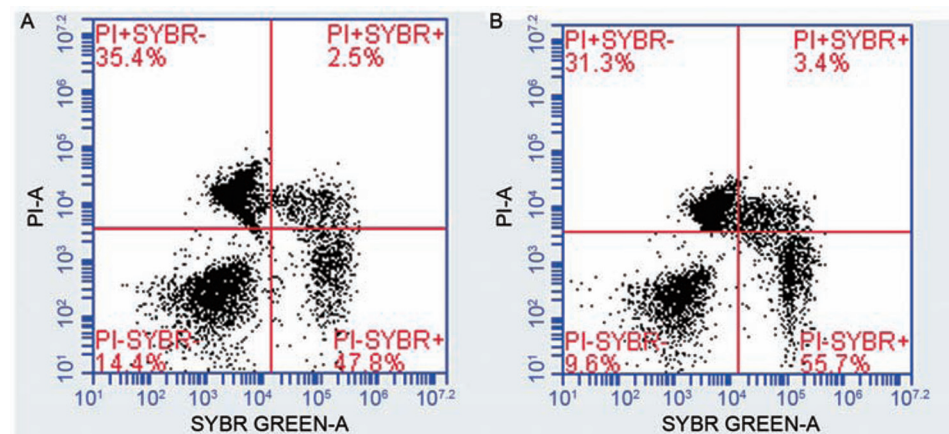 A
PI+SYBR-
35.4%
PI+SYBR+
2.5%
PI-SYBR-
14.4%
PI-SYBR+
47.8%
10^7.2
10^6
10^5
10^4
10^3
10^2
10^1
PI-A
10^1 10^2 10^3 10^4 10^5 10^6 10^7.2
SYBR GREEN-A
B
PI+SYBR-
31.3%
PI+SYBR+
3.4%
PI-SYBR-
9.6%
PI-SYBR+
55.7%
10^7.2
10^6
10^5
10^4
10^3
10^2
10^1
PI-A
10^1 10^2 10^3 10^4 10^5 10^6 10^7.2
SYBR GREEN-A